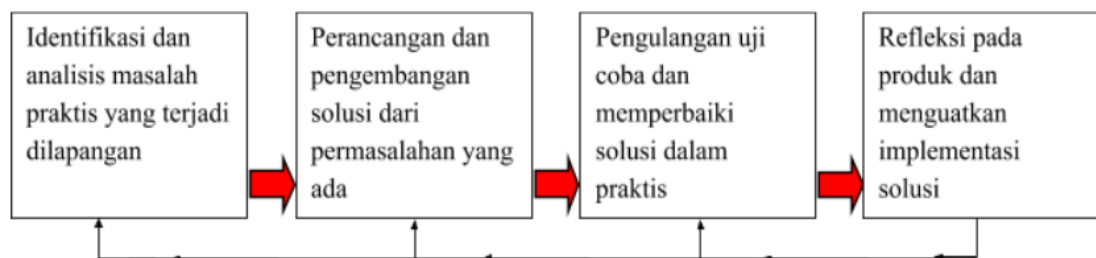 Identifikasi dan
analisis masalah
praktis yang terjadi
dilapangan
Perancangan dan
pengembangan
solusi dari
permasalahan yang
ada
Pengulangan uji
coba dan
memperbaiki
solusi dalam
praktis
Refleksi pada
produk dan
menguatkan
implementasi
solusi